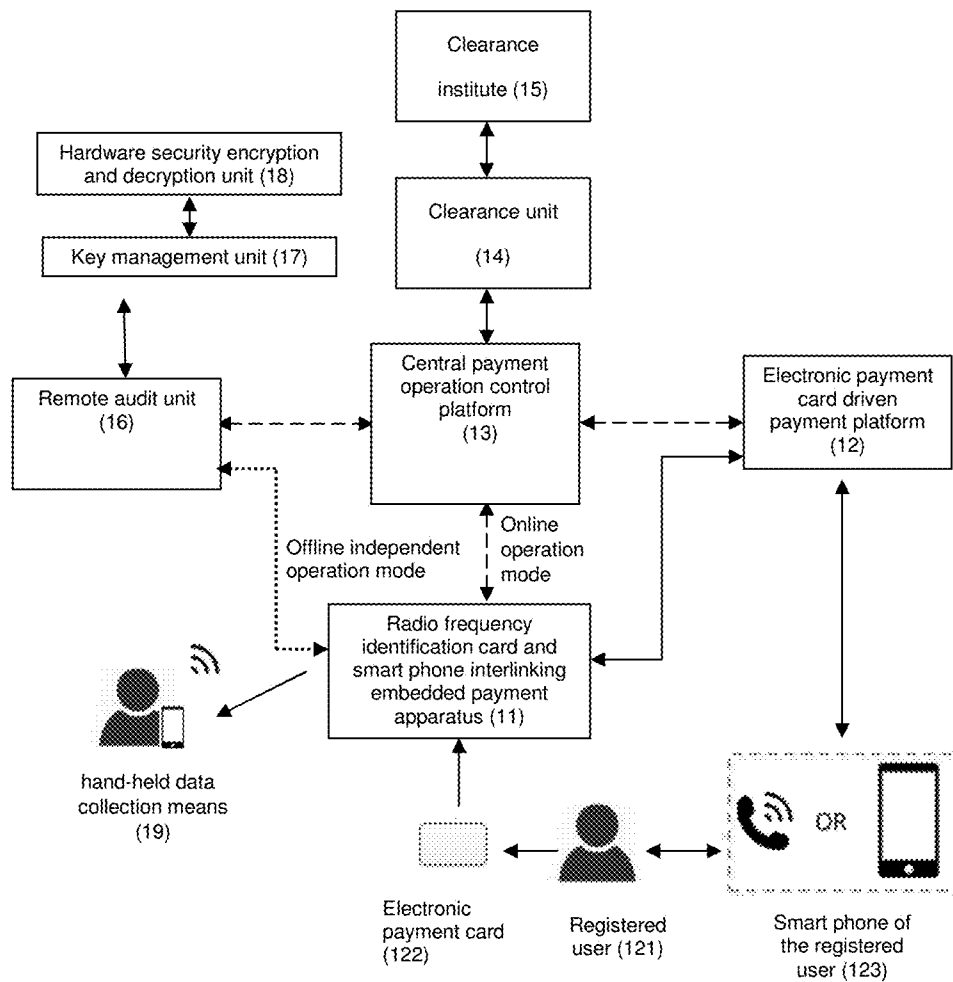 Clearance
institute (15)
Hardware security encryption
and decryption unit (18)
Clearance unit
(14)
Key management unit (17)
Central payment
operation control
platform
(13)
Electronic payment
card driven
payment platform
(12)
Remote audit unit
(16)
Online
operation
mode
Offline independent
operation mode
Radio frequency
identification card and
smart phone interlinking
embedded payment
apparatus (11)
hand-held data
collection means
(19)
OR
Electronic
payment card
(122)
Registered
user (121)
Smart phone of
the registered
user (123)